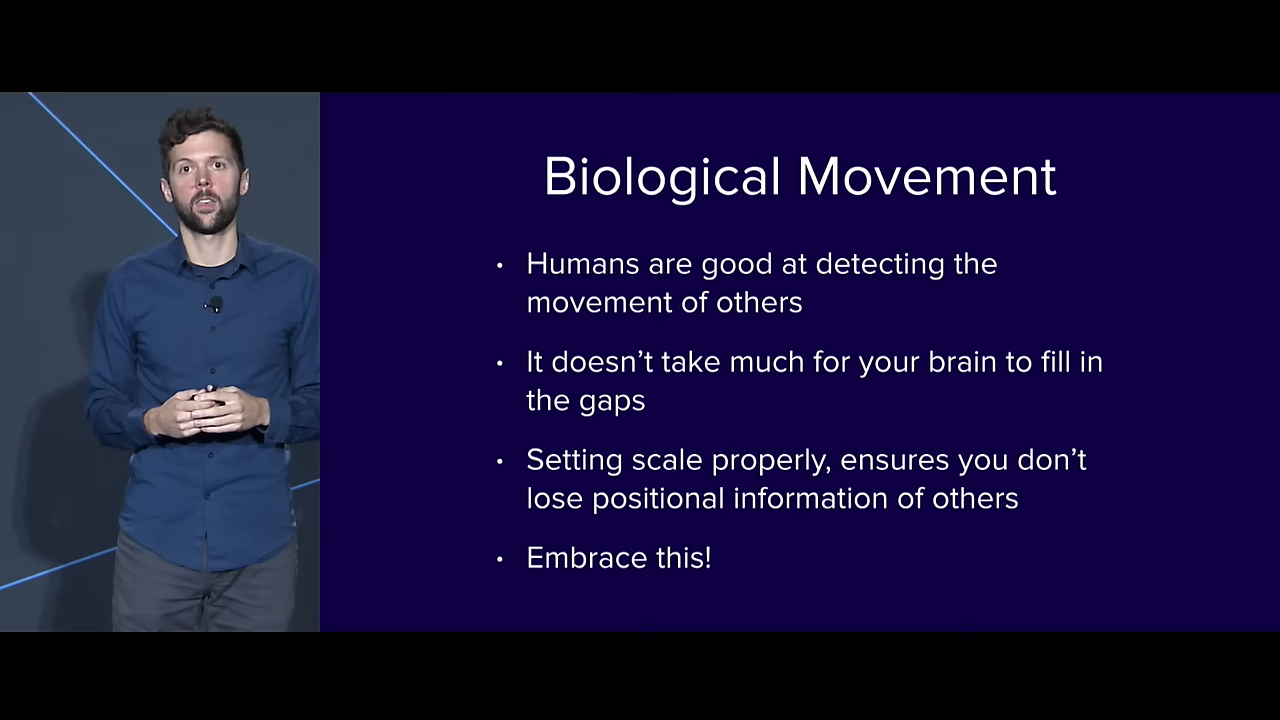 Biological Movement
• Humans are good at detecting the
movement of others
• It doesn’t take much for your brain to fill in
the gaps
• Setting scale properly, ensures you don’t
lose positional information of others
• Embrace this!